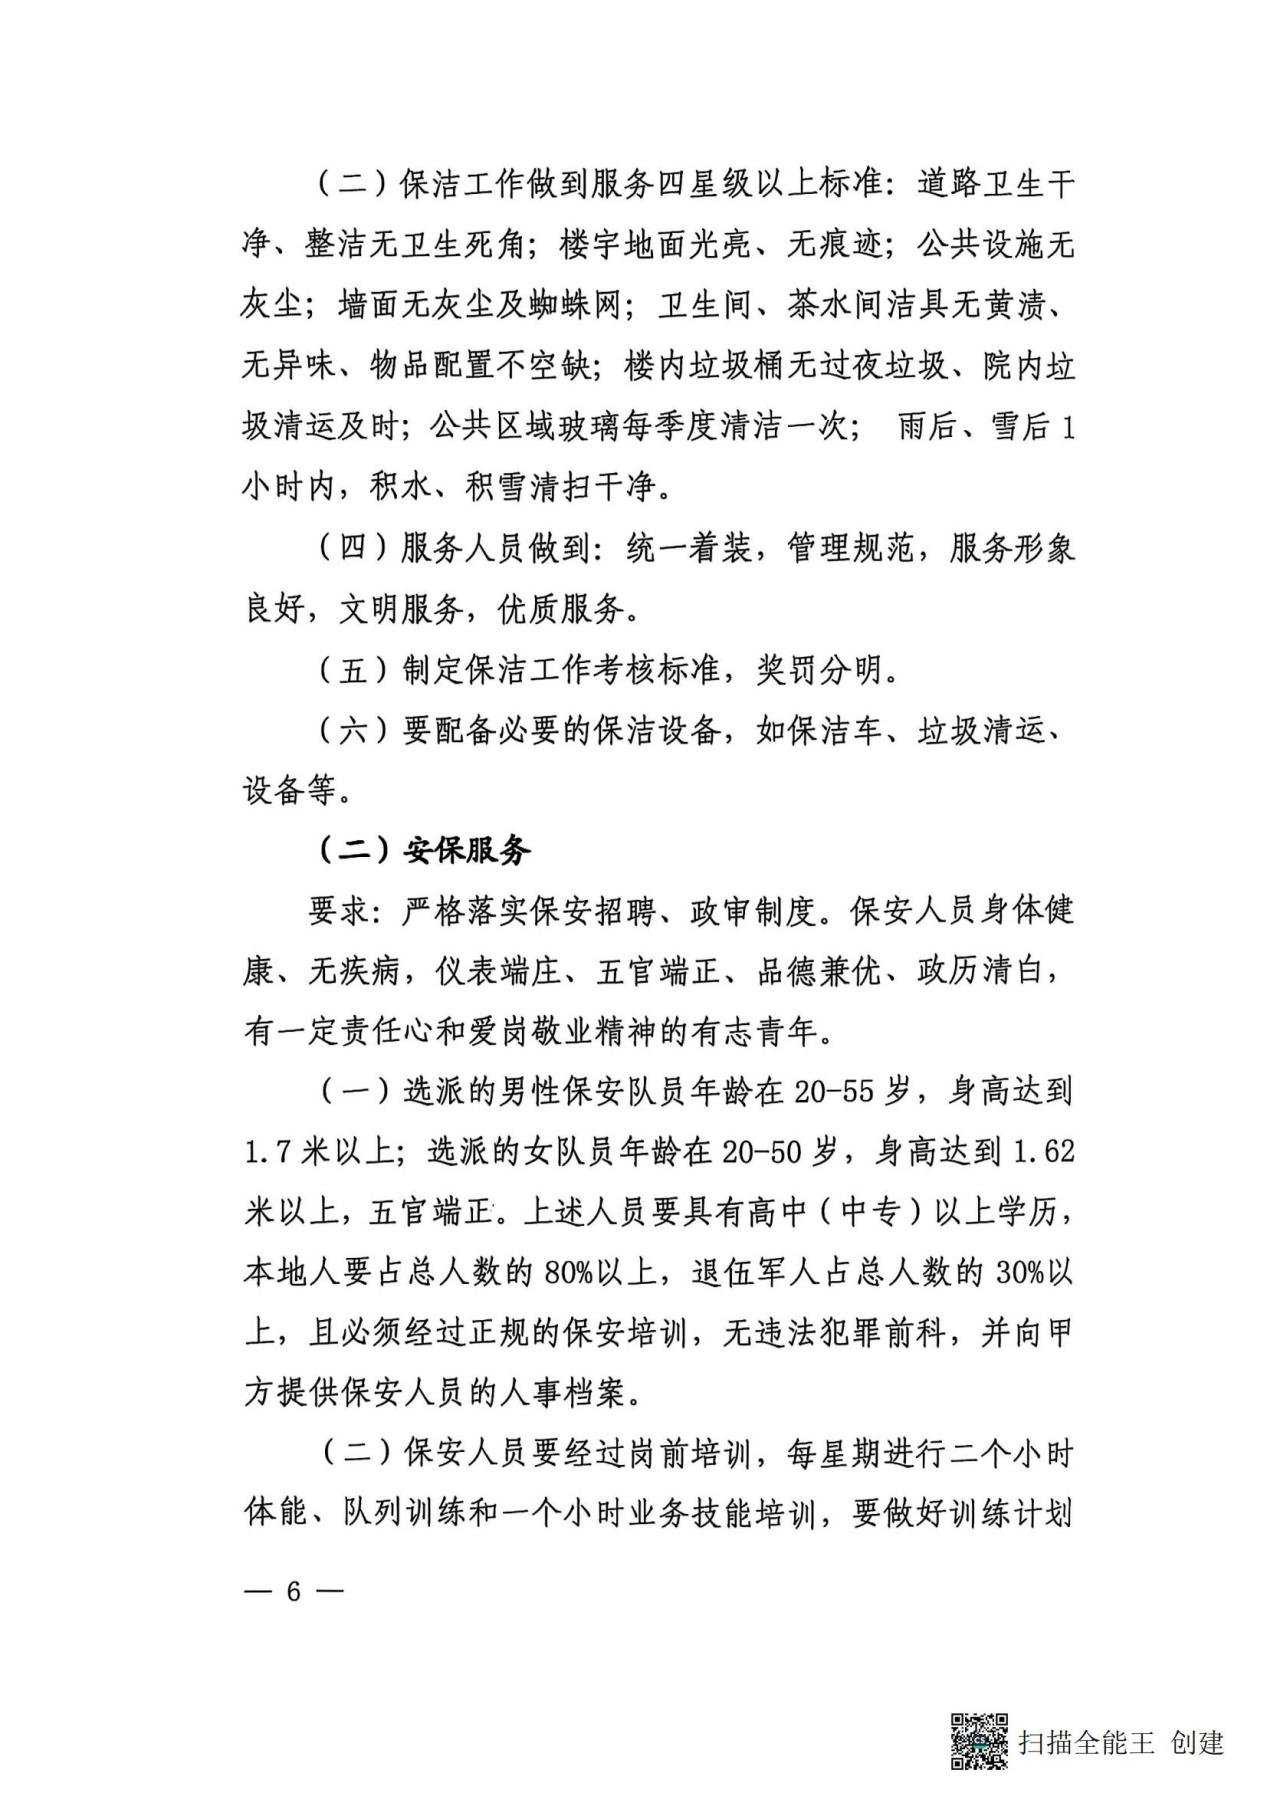 （二）保洁工作做到服务四星级以上标准：道路卫生干
净、整洁无卫生死角；楼宇地面光亮、无痕迹；公共设施无
灰尘；墙面无灰尘及蜘蛛网；卫生间、茶水间洁具无黄渍、
无异味、物品配置不空缺；楼内垃圾桶无过夜垃圾、院内垃
圾清运及时；公共区域玻璃每季度清洁一次； 雨后、雪后 1
小时内，积水、积雪清扫干净。
（四）服务人员做到：统一着装，管理规范，服务形象
良好，文明服务，优质服务。
（五）制定保洁工作考核标准，奖罚分明。
（六）要配备必要的保洁设备，如保洁车、垃圾清运、
设备等。
（二）安保服务
要求：严格落实保安招聘、政审制度。保安人员身体健
康、无疾病，仪表端庄、五官端正、品德兼优、政历清白，
有一定责任心和爱岗敬业精神的有志青年。
（一）选派的男性保安队员年龄在 20-55 岁，身高达到
1.7 米以上；选派的女队员年龄在 20-50 岁，身高达到 1.62
米以上，五官端正。上述人员要具有高中（中专）以上学历，
本地人要占总人数的 80%以上，退伍军人占总人数的 30%以
上，且必须经过正规的保安培训，无违法犯罪前科，并向甲
方提供保安人员的人事档案。
（二）保安人员要经过岗前培训，每星期进行二个小时
体能、队列训练和一个小时业务技能培训，要做好训练计划
— 6 —
扫描全能王 创建